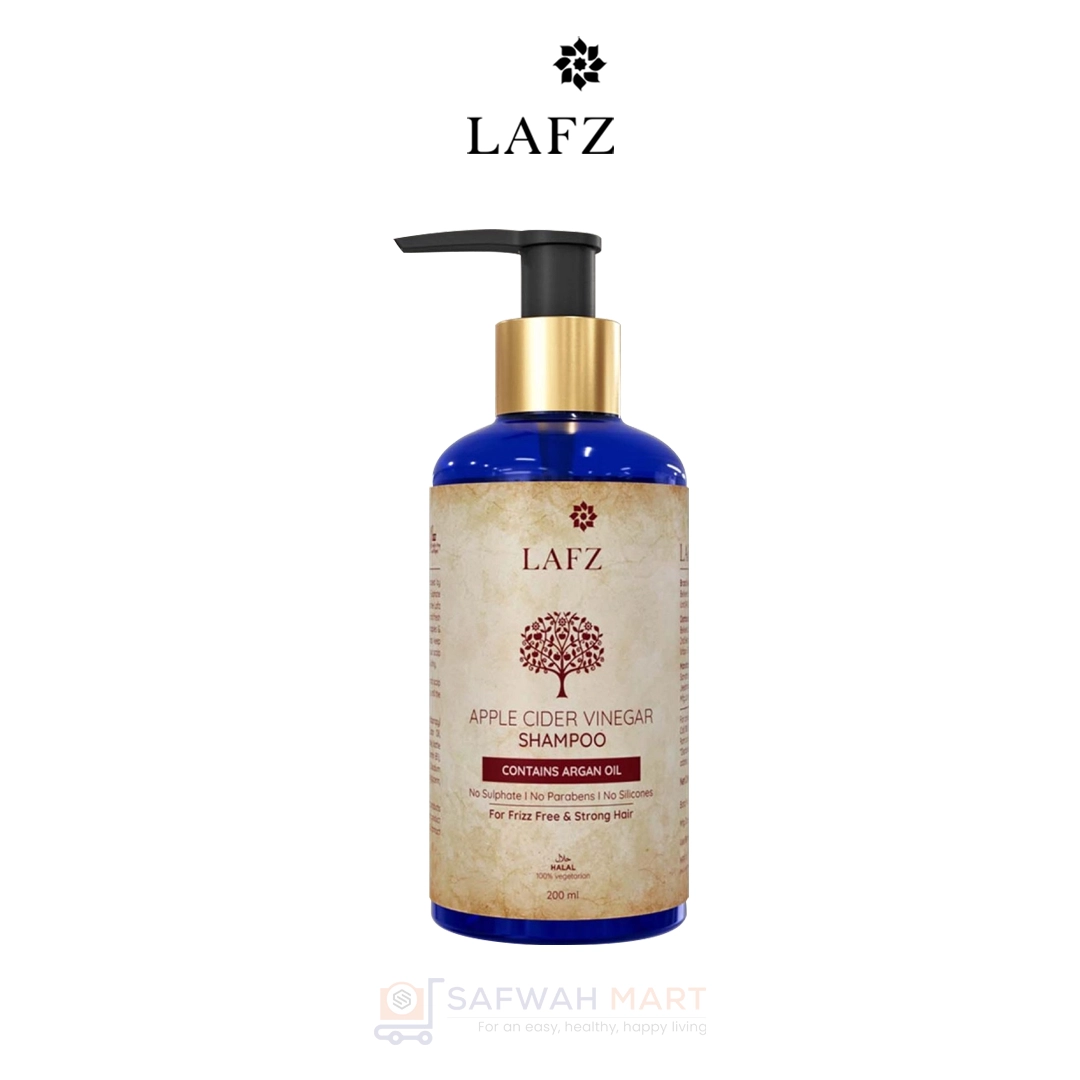 LAFZ
LAFZ
APPLE CIDER VINEGAR
SHAMPOO
CONTAINS ARGAN OIL
No Sulphate | No Parabens | No Silicones
For Frizz Free & Strong Hair
حلال
HALAL
100% vegetarian
200 ml
SAFWAH MART
For an easy, healthy, happy living